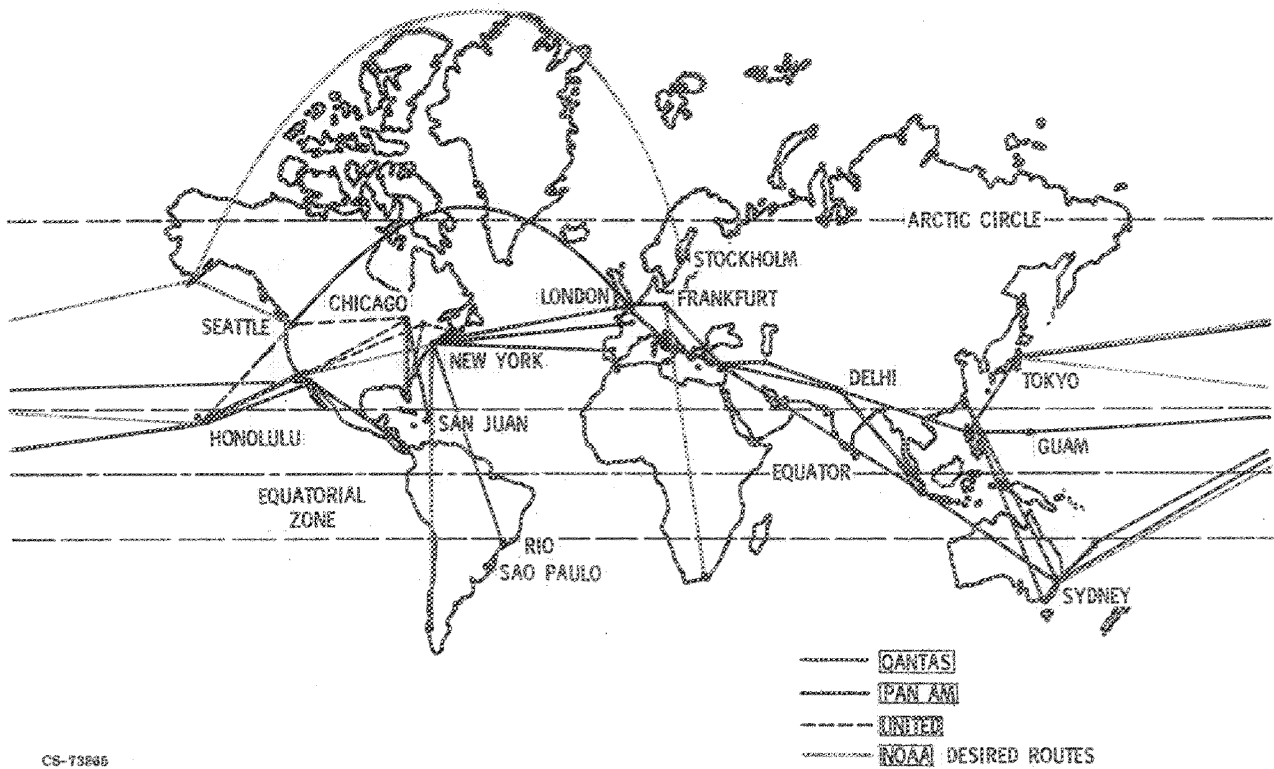 ARCTIC CIRCLE
STOCKHOLM
LONDON
FRANKFURT
CHICAGO
SEATTLE
NEW YORK
DELHI
TOKYO
SAN JUAN
HONOLULU
GUAM
EQUATOR
EQUATORIAL
ZONE
RIO
SAO PAULO
SYDNEY
QANTAS
PAN AM
UNITED
NOAA DESIRED ROUTES
CS-73865